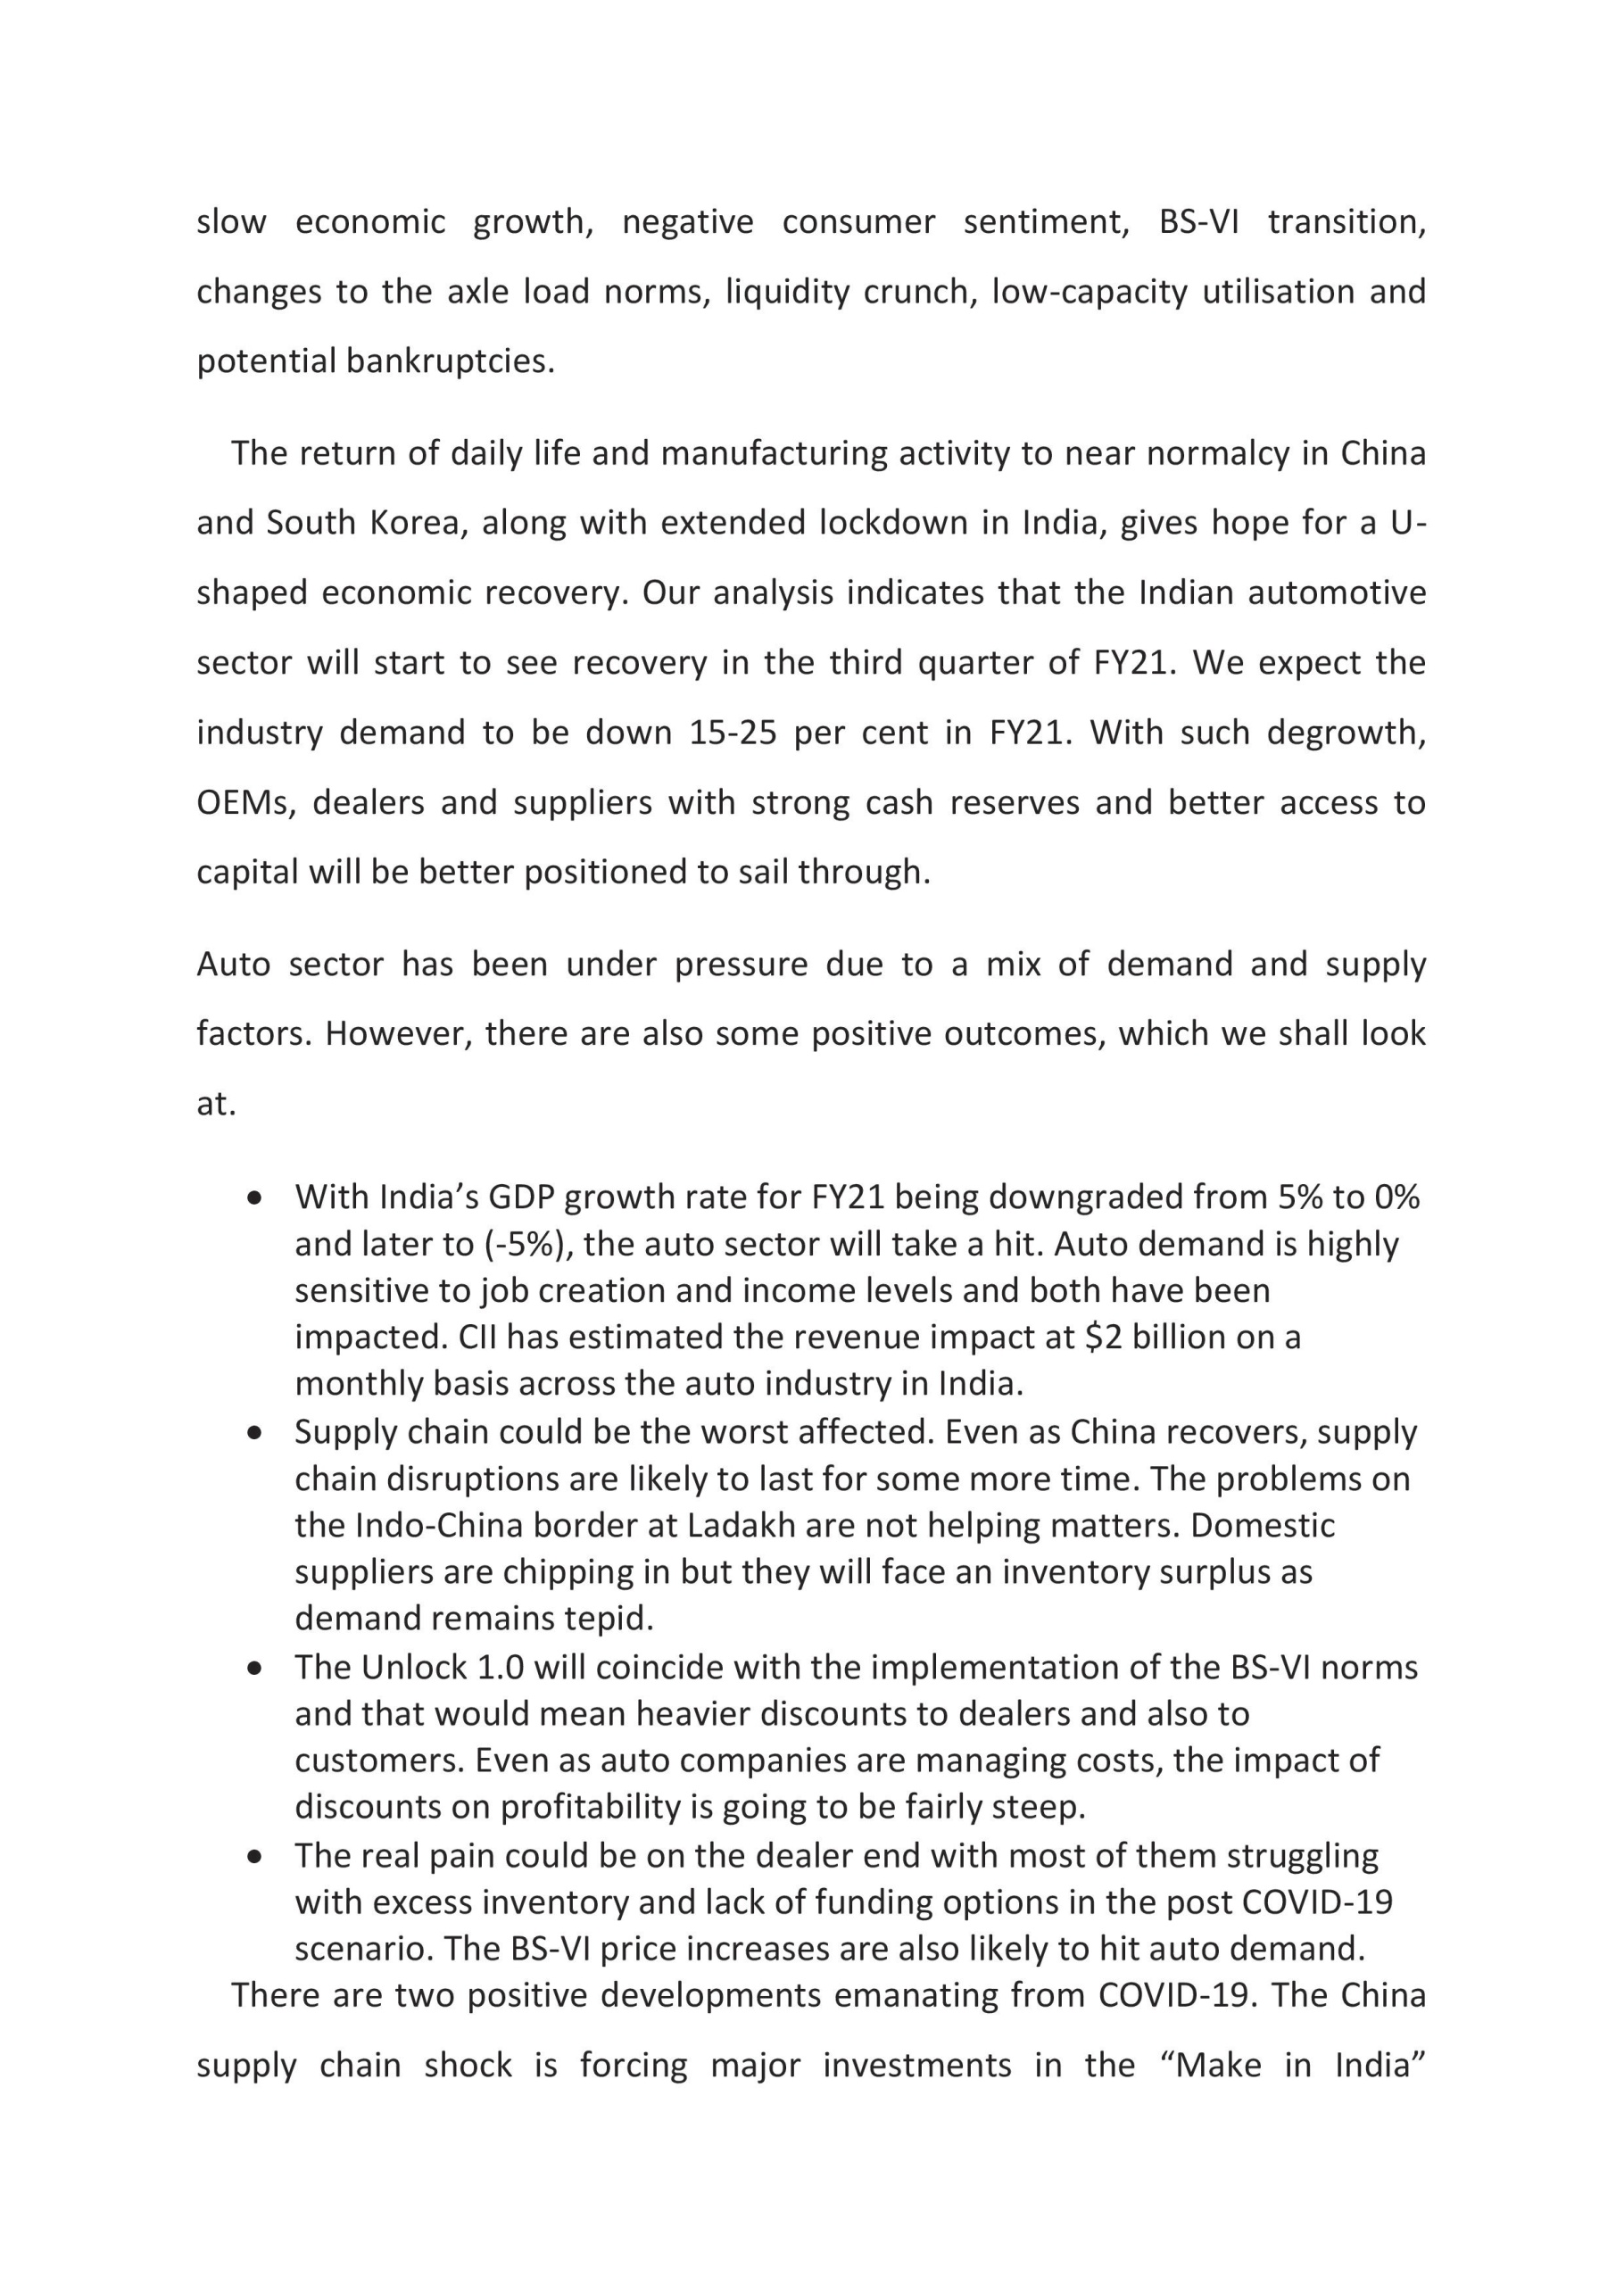 slow economic growth, negative consumer sentiment, BS-VI transition,
changes to the axle load norms, liquidity crunch, low-capacity utilisation and
potential bankruptcies.
The return of daily life and manufacturing activity to near normalcy in China
and South Korea, along with extended lockdown in India, gives hope for a U-
shaped economic recovery. Our analysis indicates that the Indian automotive
sector will start to see recovery in the third quarter of FY21. We expect the
industry demand to be down 15-25 per cent in FY21. With such degrowth,
OEMs, dealers and suppliers with strong cash reserves and better access to
capital will be better positioned to sail through.
Auto sector has been under pressure due to a mix of demand and supply
factors. However, there are also some positive outcomes, which we shall look
at.
• With India’s GDP growth rate for FY21 being downgraded from 5% to 0%
and later to (-5%), the auto sector will take a hit. Auto demand is highly
sensitive to job creation and income levels and both have been
impacted. CII has estimated the revenue impact at $2 billion on a
monthly basis across the auto industry in India.
• Supply chain could be the worst affected. Even as China recovers, supply
chain disruptions are likely to last for some more time. The problems on
the Indo-China border at Ladakh are not helping matters. Domestic
suppliers are chipping in but they will face an inventory surplus as
demand remains tepid.
• The Unlock 1.0 will coincide with the implementation of the BS-VI norms
and that would mean heavier discounts to dealers and also to
customers. Even as auto companies are managing costs, the impact of
discounts on profitability is going to be fairly steep.
• The real pain could be on the dealer end with most of them struggling
with excess inventory and lack of funding options in the post COVID-19
scenario. The BS-VI price increases are also likely to hit auto demand.
There are two positive developments emanating from COVID-19. The China
supply chain shock is forcing major investments in the “Make in India”